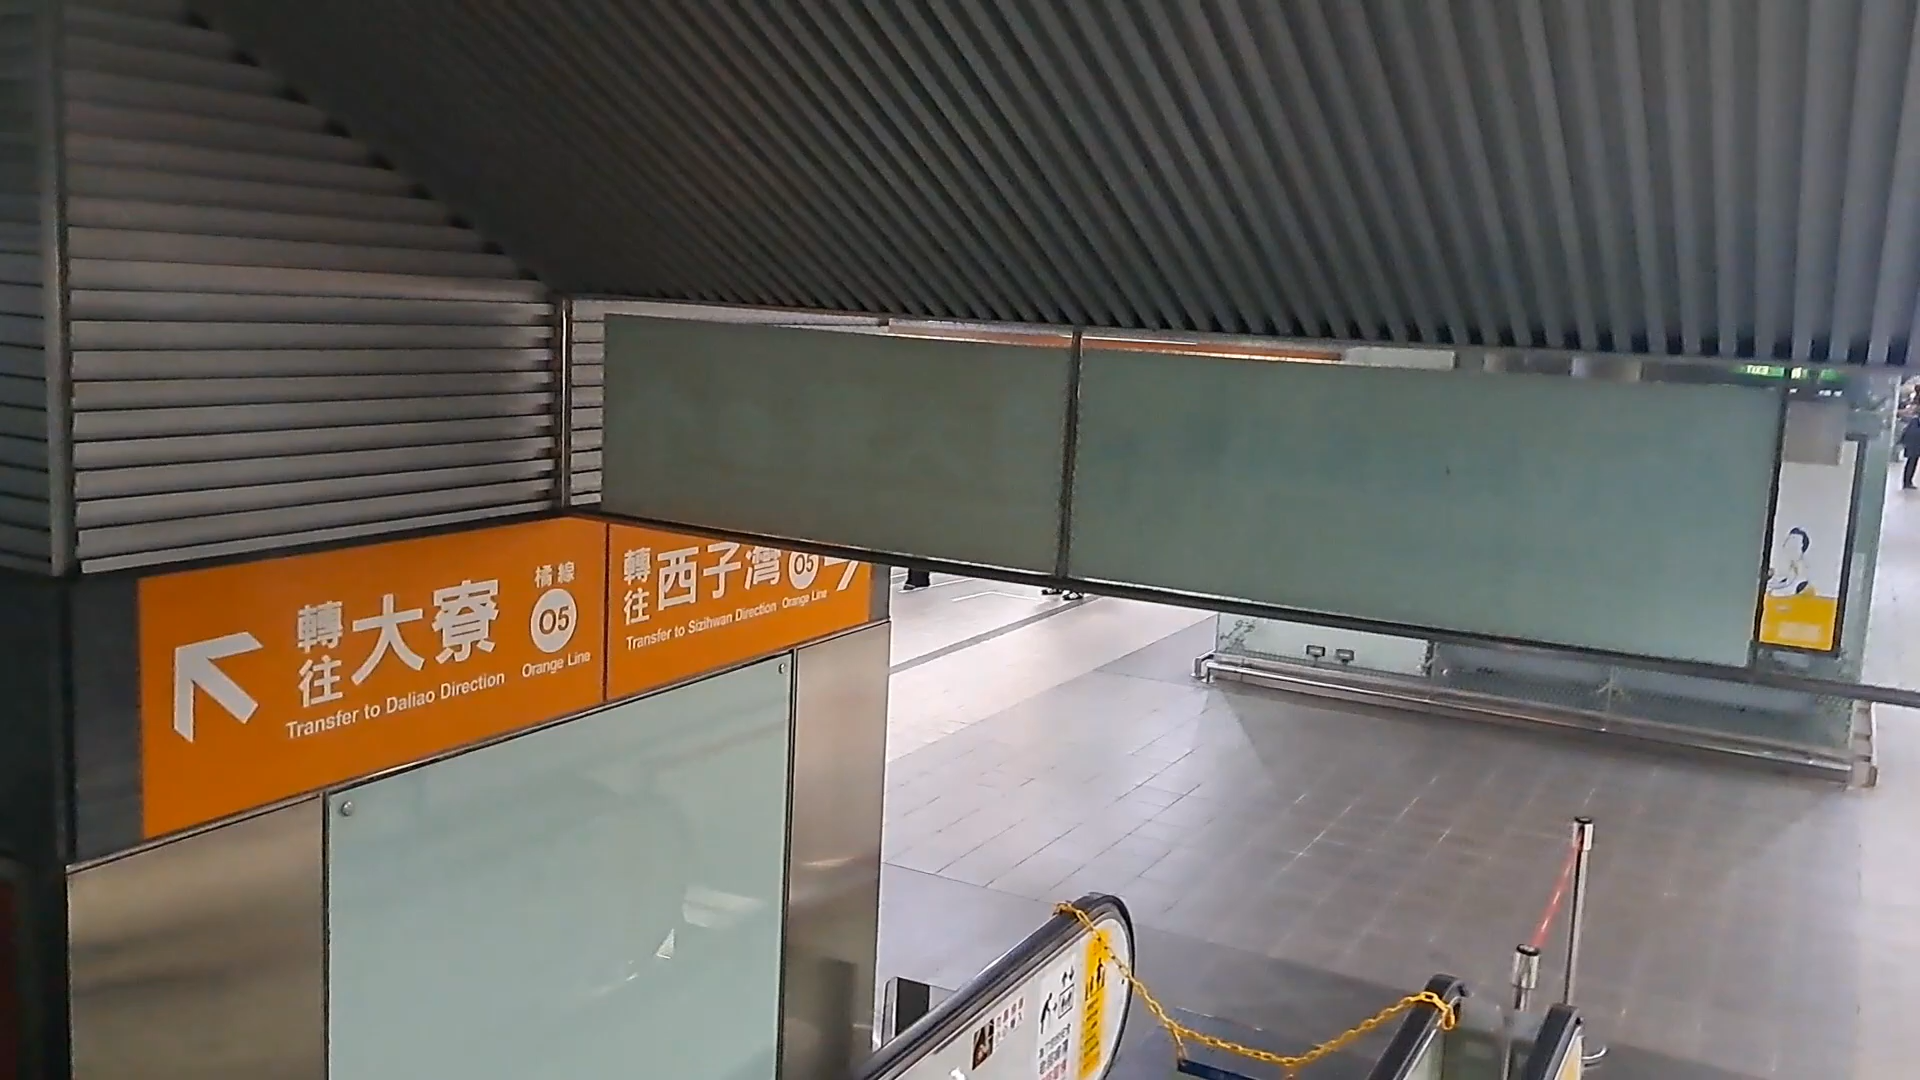 轉往 大寮
橘線
O5
Transfer to Daliao Direction
Orange Line
轉往 西子灣
O5
Transfer to Sizihwan Direction
Orange Line